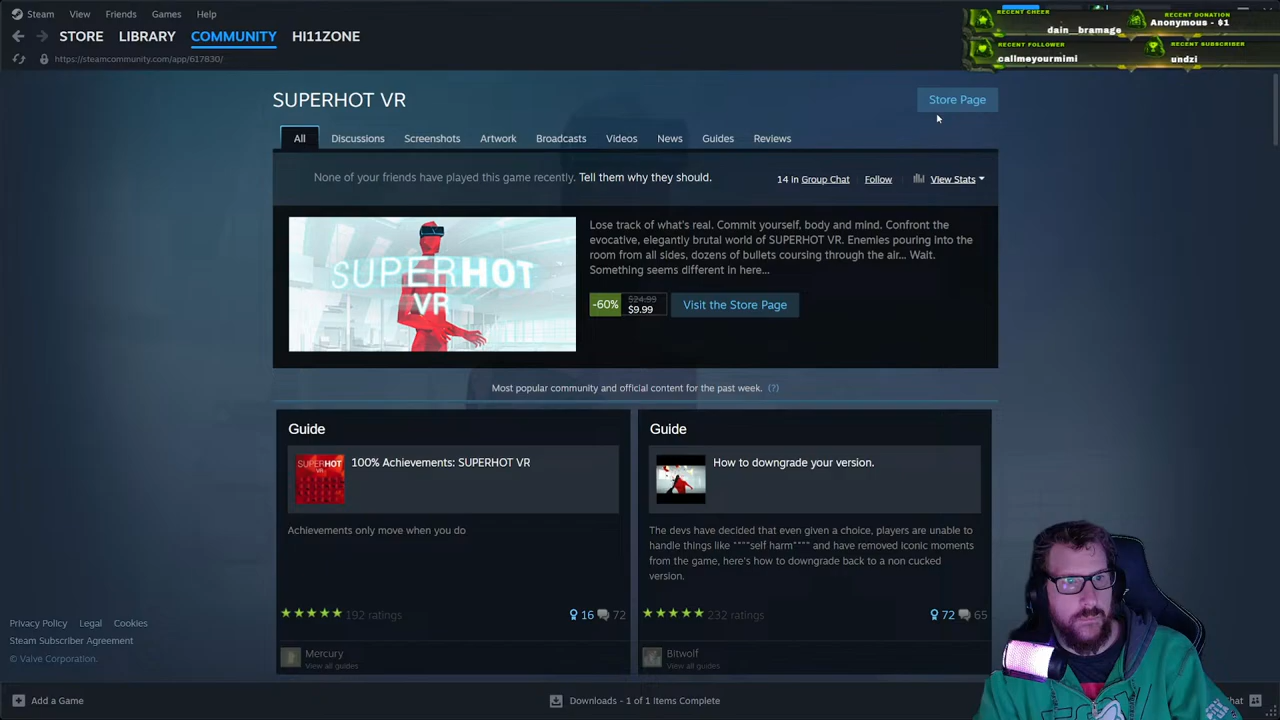 Steam View Friends Games Help
STORE LIBRARY COMMUNITY HI11ZONE
https://steamcommunity.com/app/617830/
RECENT CHEER
dain__bramage
RECENT DONATION
Anonymous - $1
RECENT FOLLOWER
callmeyourmimi
RECENT SUBSCRIBER
undzi
SUPERHOT VR
Store Page
All Discussions Screenshots Artwork Broadcasts Videos News Guides Reviews
None of your friends have played this game recently. Tell them why they should.
14 in Group Chat Follow View Stats
SUPERHOT
VR
Lose track of what's real. Commit yourself, body and mind. Confront the
evocative, elegantly brutal world of SUPERHOT VR. Enemies pouring into the
room from all sides, dozens of bullets coursing through the air... Wait.
Something seems different in here...
-60% $24.99
$9.99
Visit the Store Page
Most popular community and official content for the past week. (?)
Guide
SUPERHOT
100% Achievements: SUPERHOT VR
Achievements only move when you do
192 ratings
16 72
Mercury
View all guides
Guide
How to downgrade your version.
The devs have decided that even given a choice, players are unable to
handle things like """"self harm"""" and have removed iconic moments
from the game, here's how to downgrade back to a non cucked
version.
232 ratings
72 65
Bitwolf
View all guides
Privacy Policy Legal Cookies
Steam Subscriber Agreement
© Valve Corporation.
Add a Game
Downloads - 1 of 1 Items Complete